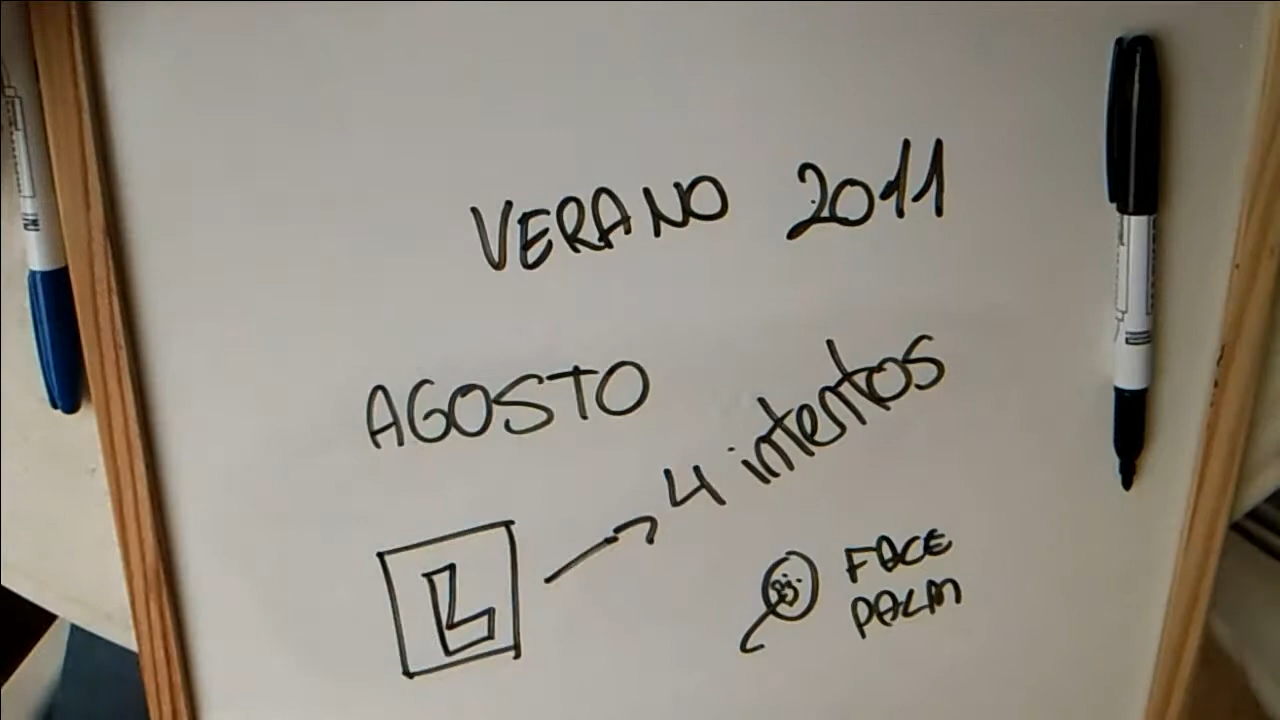 VERANO 2011
AGOSTO
4 intentos
L
FACE
PALM